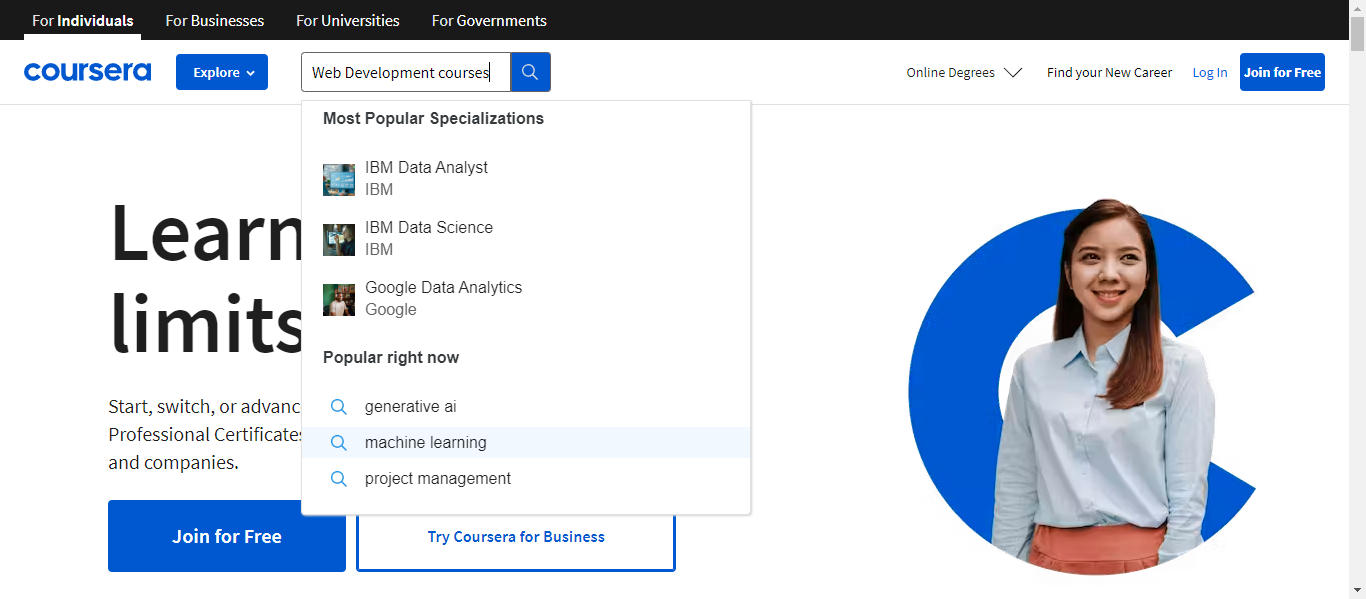 For Individuals For Businesses For Universities For Governments
coursera Explore Web Development courses Online Degrees Find your New Career Log In Join for Free
Most Popular Specializations
IBM Data Analyst
IBM
IBM Data Science
IBM
Google Data Analytics
Google
Popular right now
generative ai
machine learning
project management
Learn
limits
Start, switch, or advanc
Professional Certificates
and companies.
Join for Free Try Coursera for Business